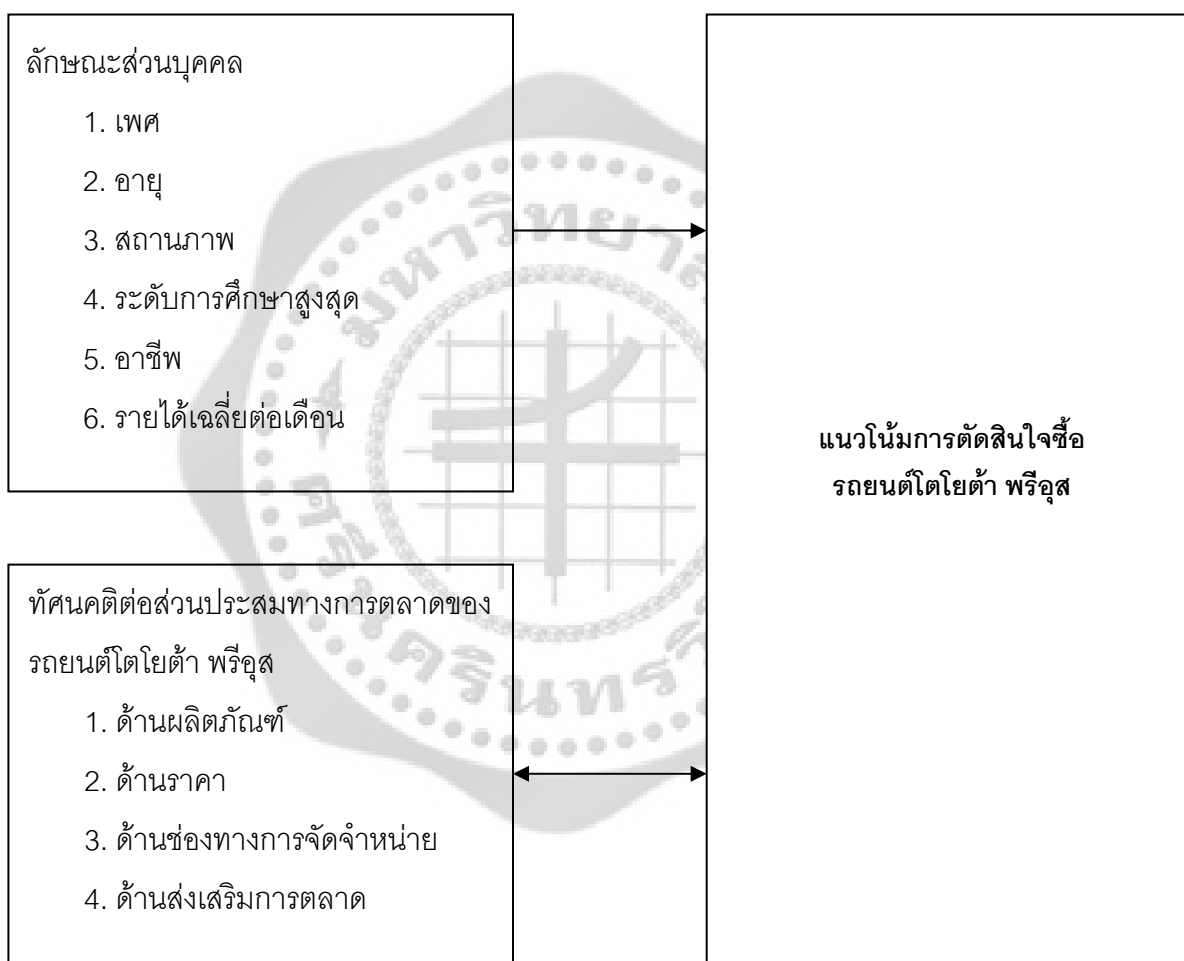 ลักษณะส่วนบุคคล
1. เพศ
2. อายุ
3. สถานภาพ
4. ระดับการศึกษาสูงสุด
5. อาชีพ
6. รายได้เฉลี่ยต่อเดือน
ทัศนคติต่อส่วนประสมทางการตลาดของ
รถยนต์โตโยต้า พรีอุส
1. ด้านผลิตภัณฑ์
2. ด้านราคา
3. ด้านช่องทางการจัดจำหน่าย
4. ด้านส่งเสริมการตลาด
แนวโน้มการตัดสินใจซื้อ
รถยนต์โตโยต้า พรีอุส